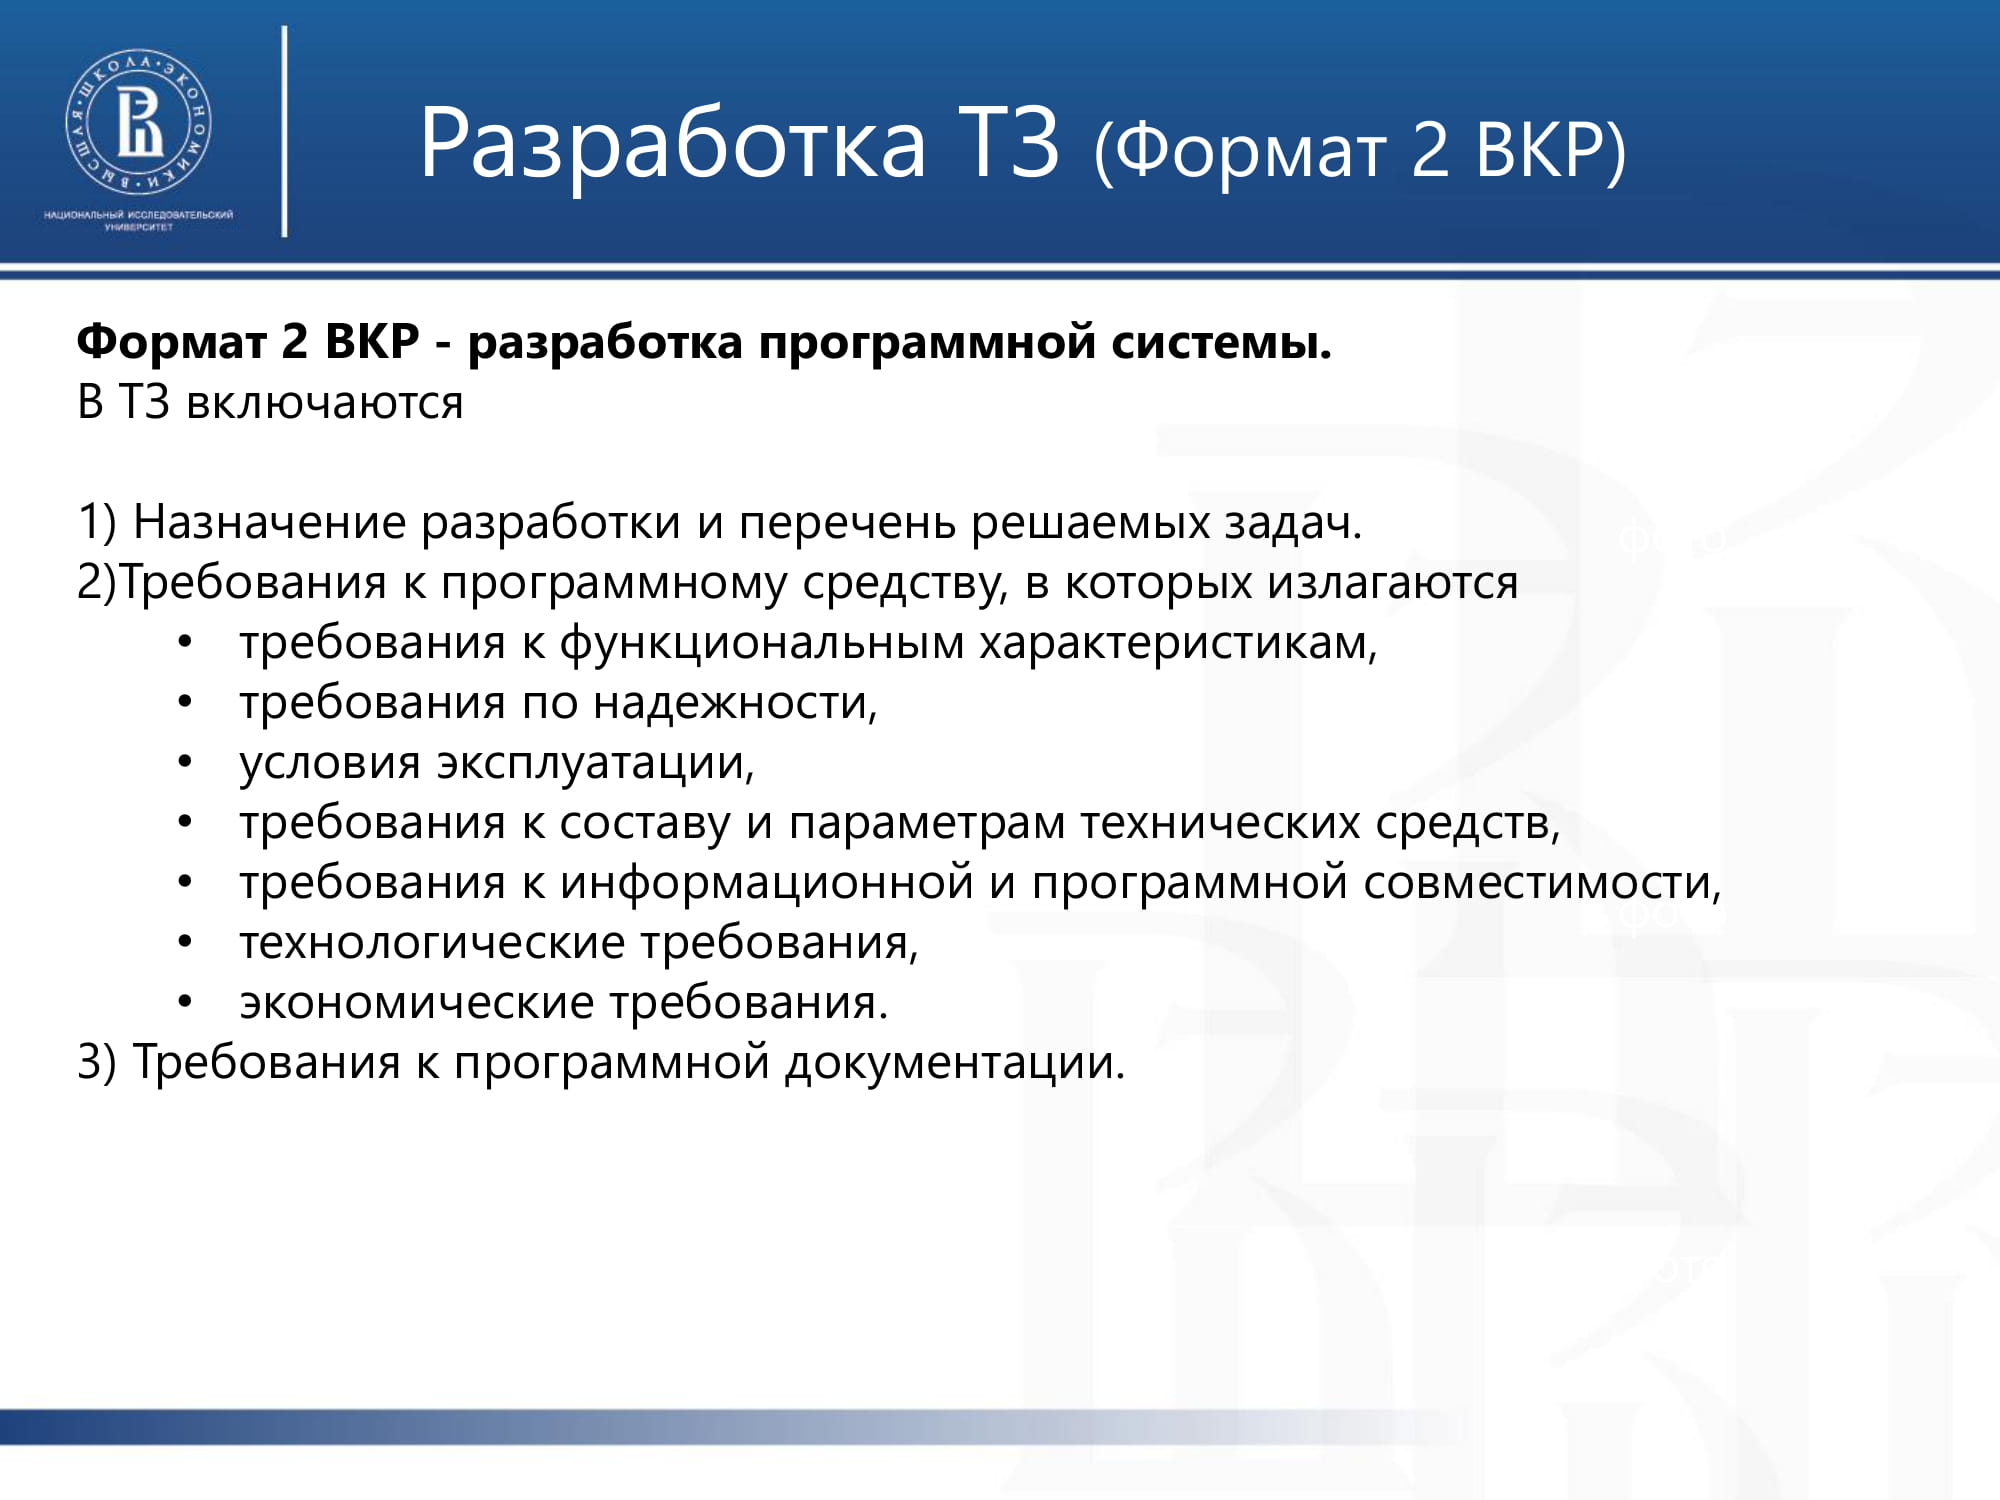 ВЫСШАЯ ШКОЛА ЭКОНОМИКИ
НАЦИОНАЛЬНЫЙ ИССЛЕДОВАТЕЛЬСКИЙ
УНИВЕРСИТЕТ
Разработка ТЗ (Формат 2 ВКР)
Формат 2 ВКР - разработка программной системы.
В ТЗ включаются
1) Назначение разработки и перечень решаемых задач.
фото
2)Требования к программному средству, в которых излагаются
• требования к функциональным характеристикам,
• требования по надежности,
• условия эксплуатации,
• требования к составу и параметрам технических средств,
• требования к информационной и программной совместимости,
фото
• технологические требования,
• экономические требования.
3) Требования к программной документации.